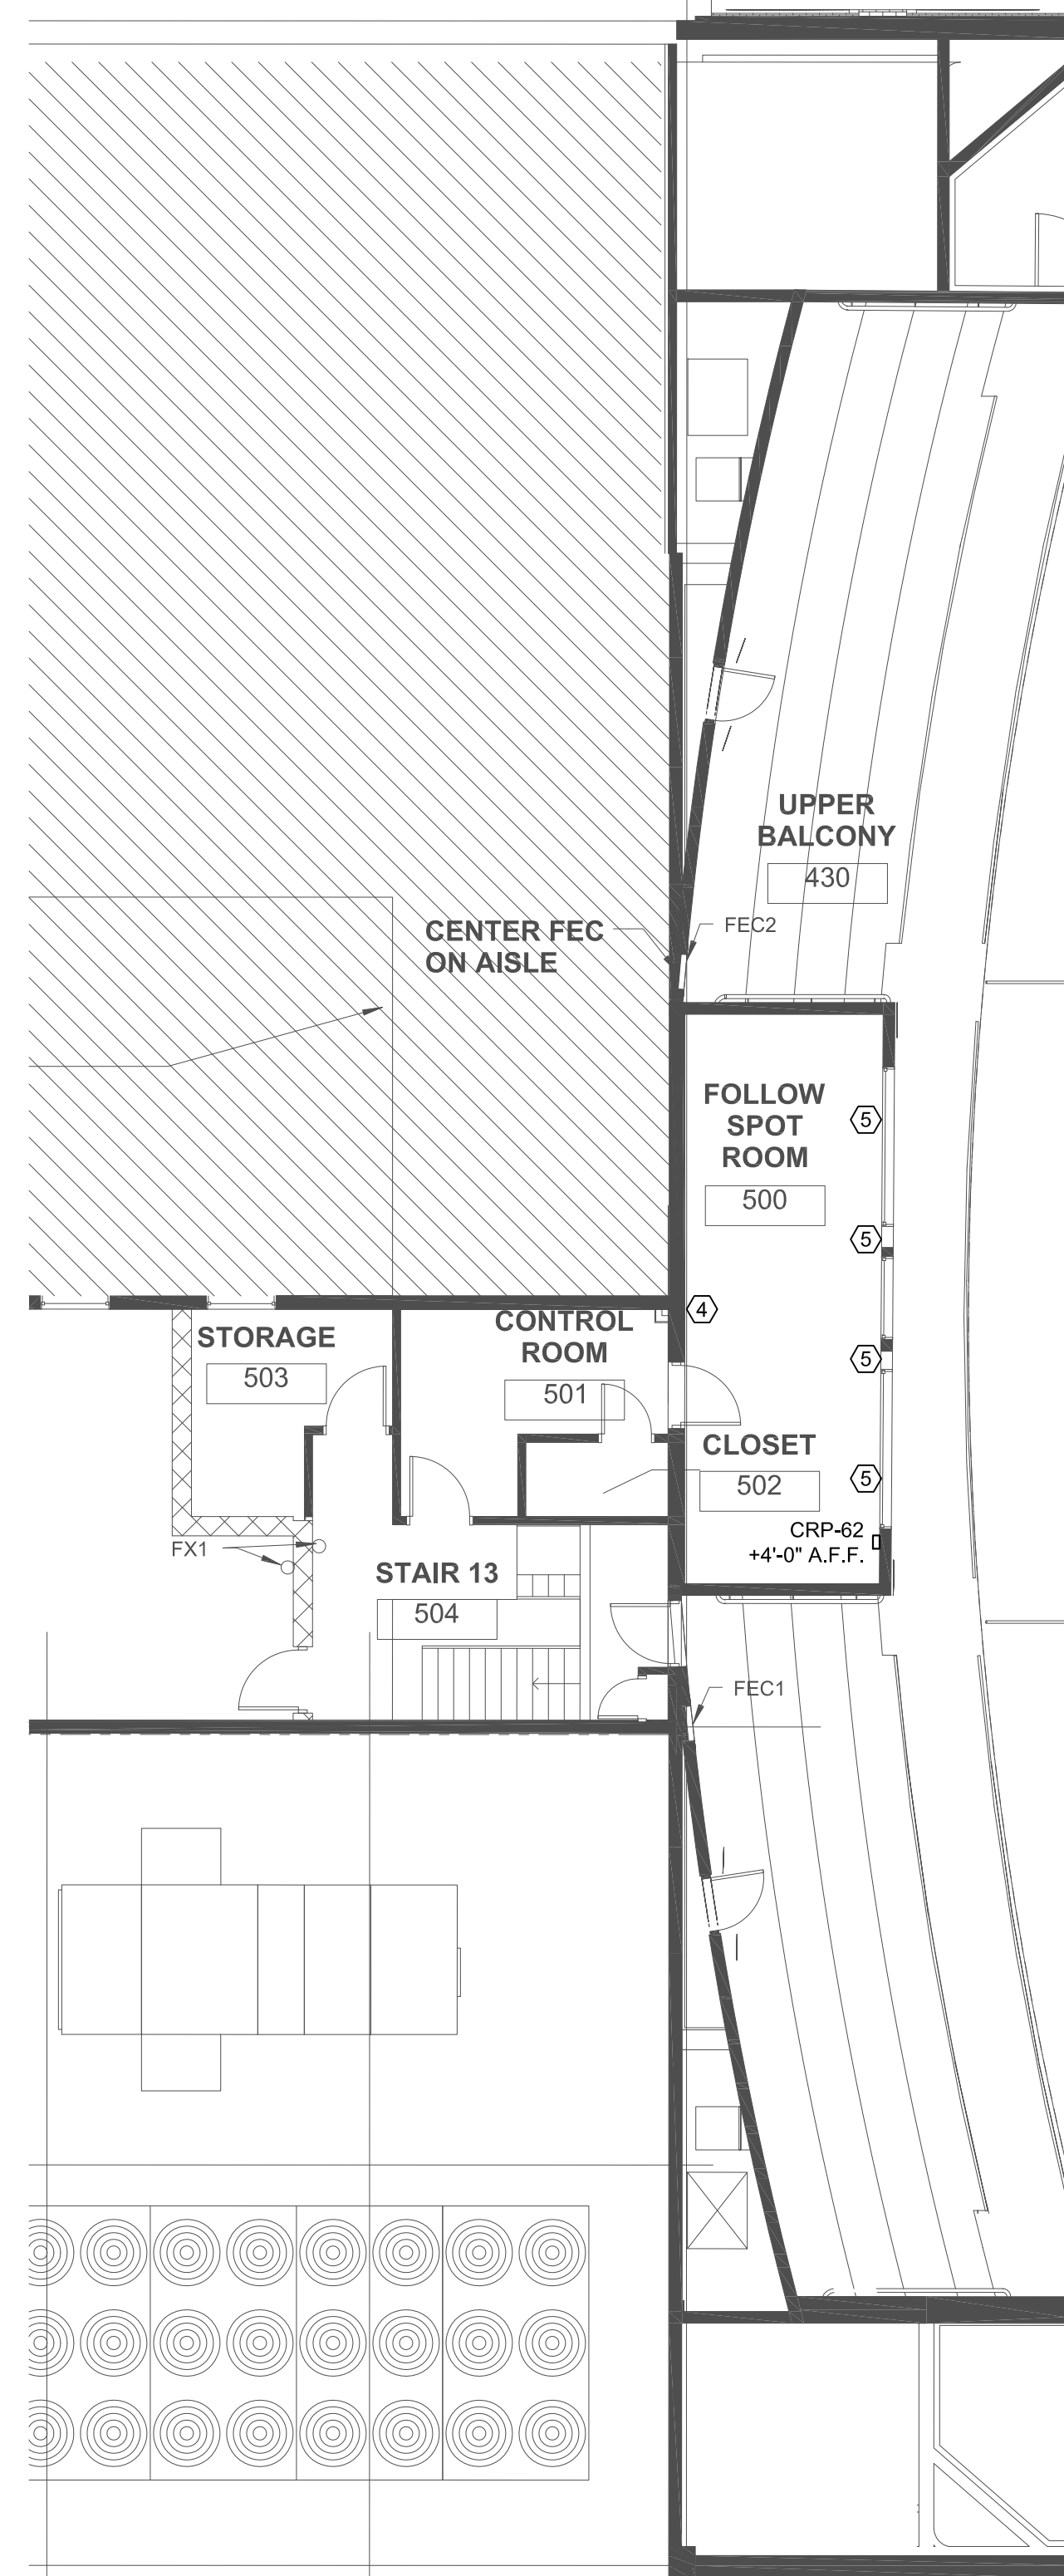 UPPER
BALCONY
430
CENTER FEC
ON AISLE
FEC2
FOLLOW
SPOT
ROOM
500
5
5
4
5
5
STORAGE
503
CONTROL
ROOM
501
CLOSET
502
CRP-62
+4'-0" A.F.F.
FX1
STAIR 13
504
FEC1